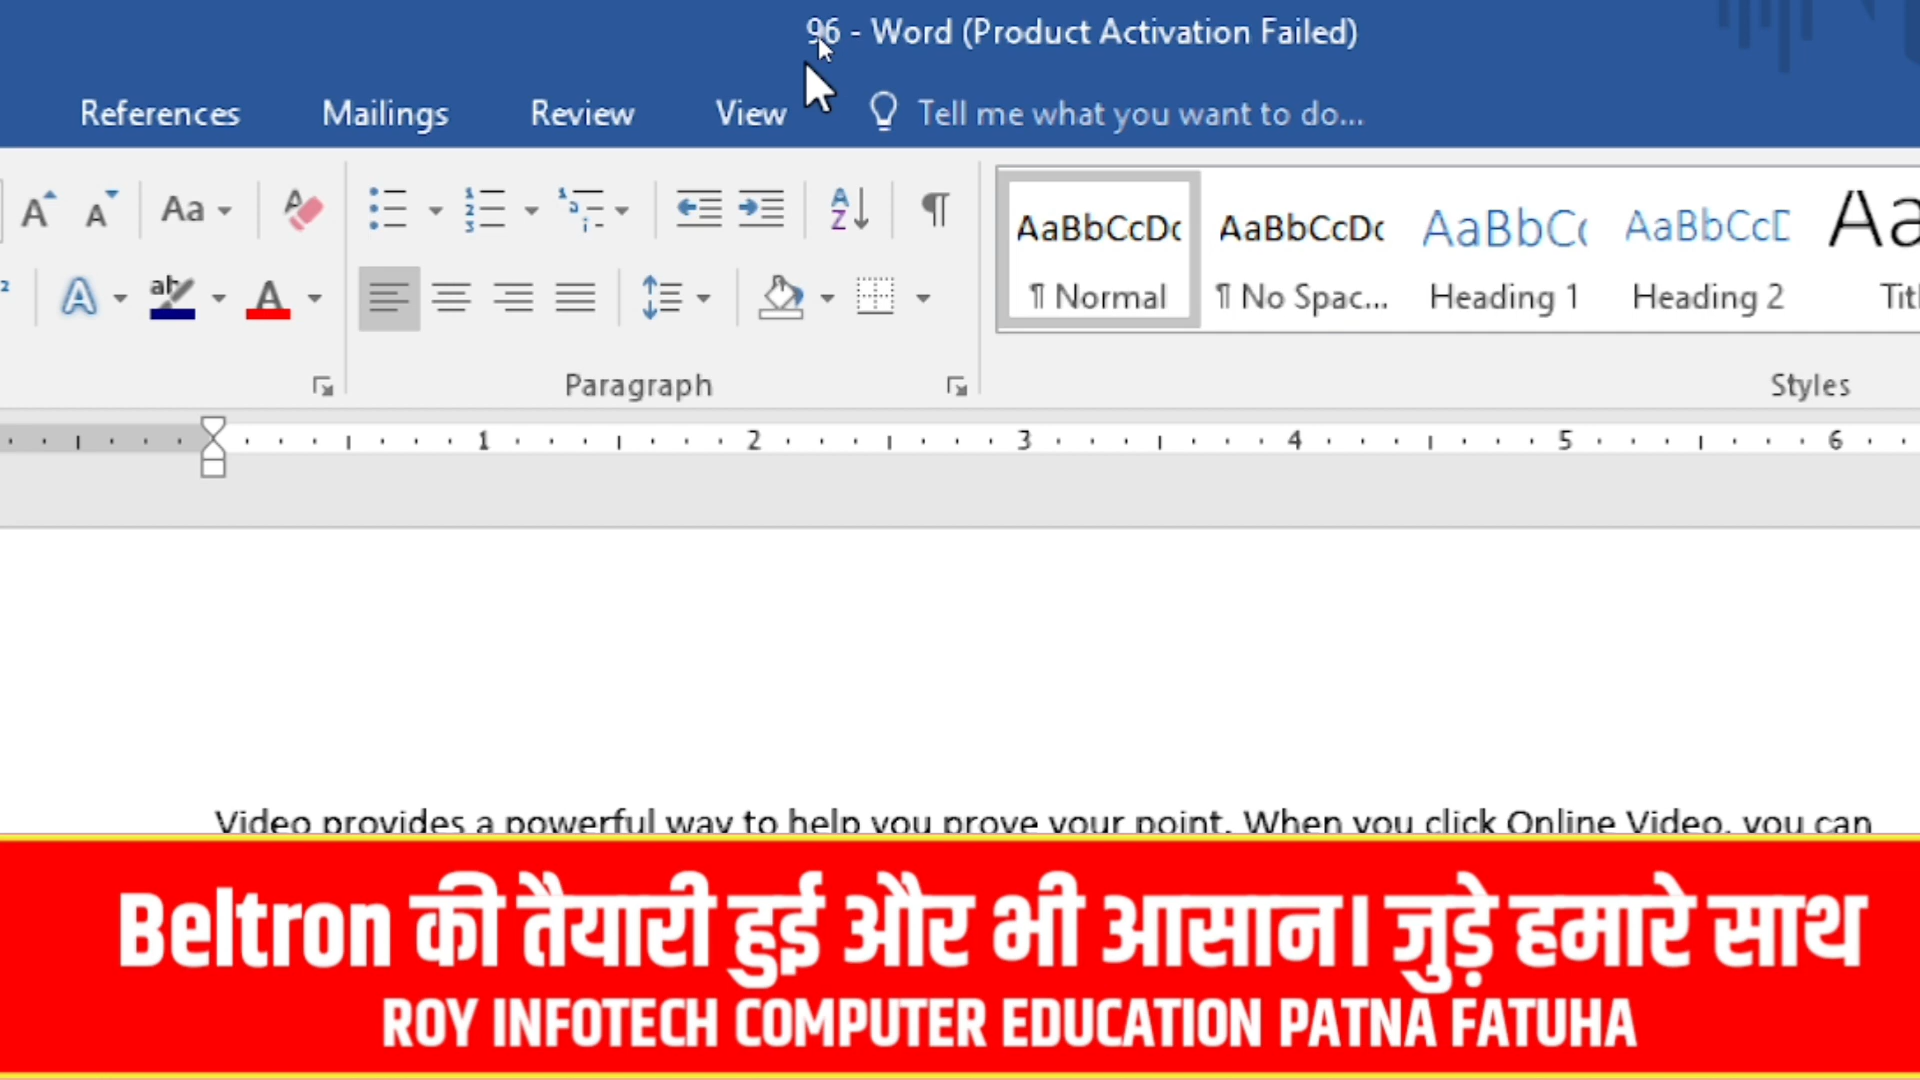 96 - Word (Product Activation Failed)
References Mailings Review View Tell me what you want to do...
Aa
AaBbCcDc AaBbCcDc AaBbC AaBbCcD Aa
¶ Normal ¶ No Spac... Heading 1 Heading 2 Titl
Paragraph Styles
1 2 3 4 5 6
Video provides a powerful way to help you prove your point. When you click Online Video, you can
Beltron की तैयारी हुई और भी आसान। जुड़े हमारे साथ
ROY INFOTECH COMPUTER EDUCATION PATNA FATUHA